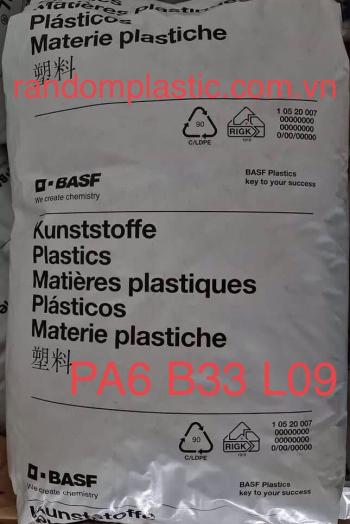 Matières plastiques
Plásticos
Materie plastiche
塑料
randomplastic.com.vn
90
C/LDPE
RIGK
1 05 20 007
00000000
00000000
0/00/00000
BASF
We create chemistry
BASF Plastics
key to your success
Kunststoffe
Plastics
Matières plastiques
Plásticos
Materie plastiche
塑料
PA6 B33 L09
90
C/LDPE
RIGK
1 05 20 007
00000000
00000000
0/00/00000
BASF
We create chemistry
BASF Plastics
key to your success
Kunststoffe